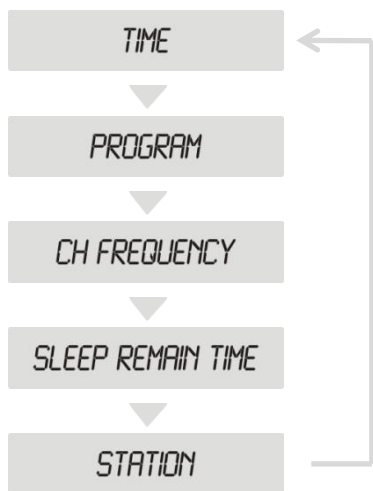 TIME
PROGRAM
CH FREQUENCY
SLEEP REMAIN TIME
STATION